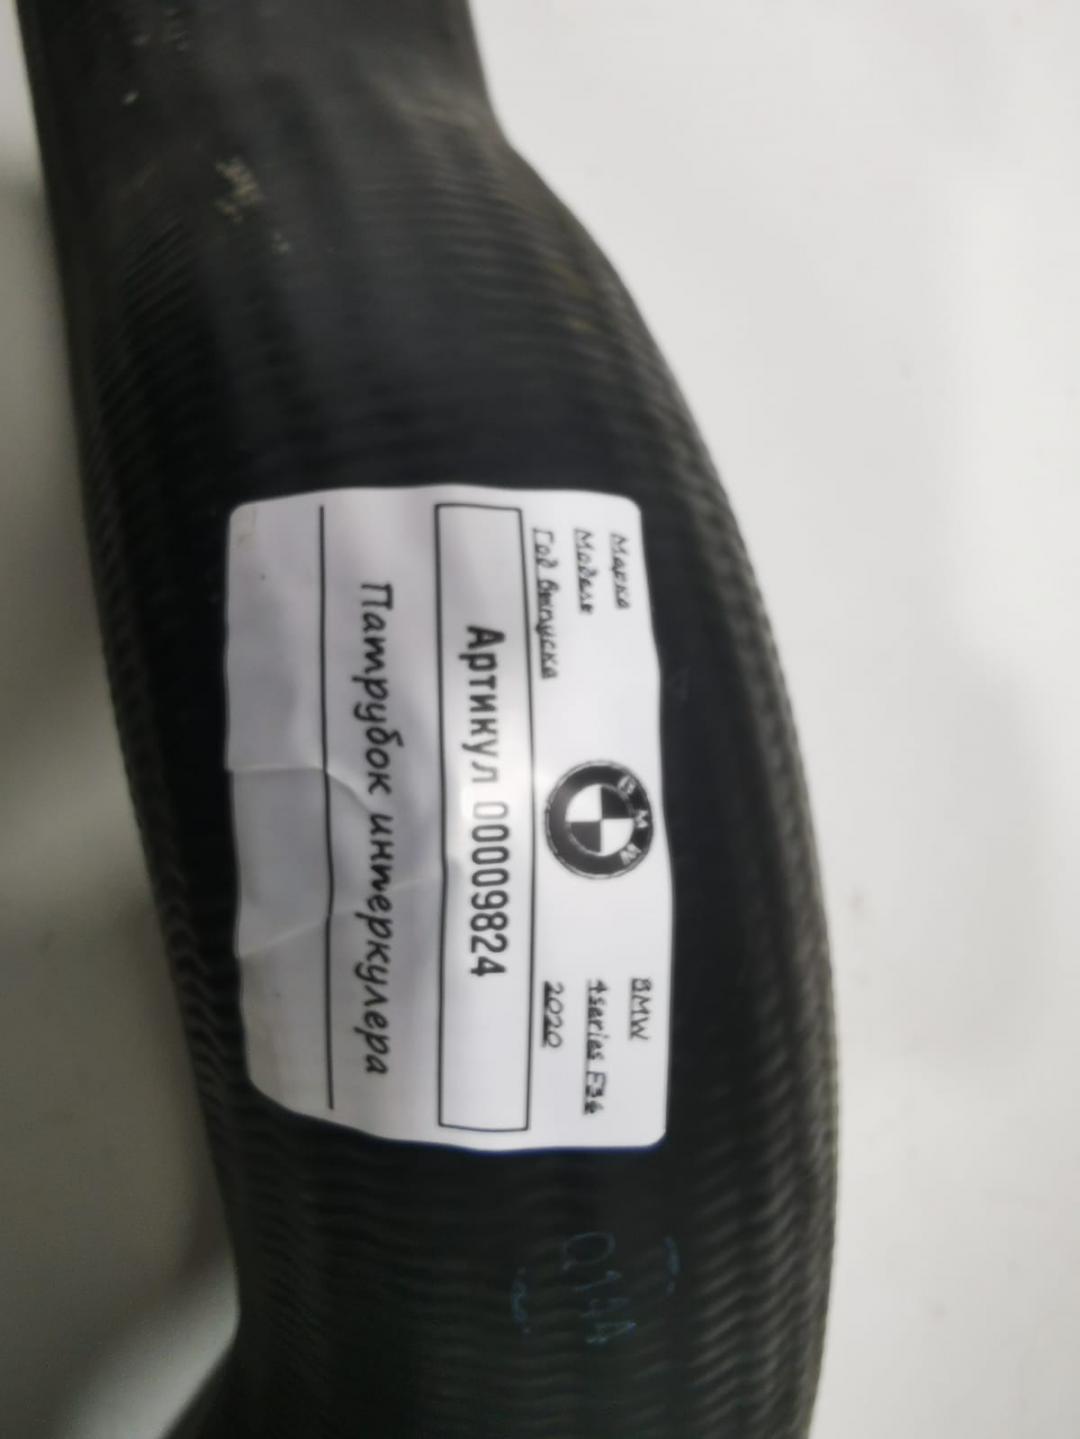 Марка BMW
Модель 4series F36
Год выпуска 2020
BMW
Артикул 00009824
Патрубок интеркулера